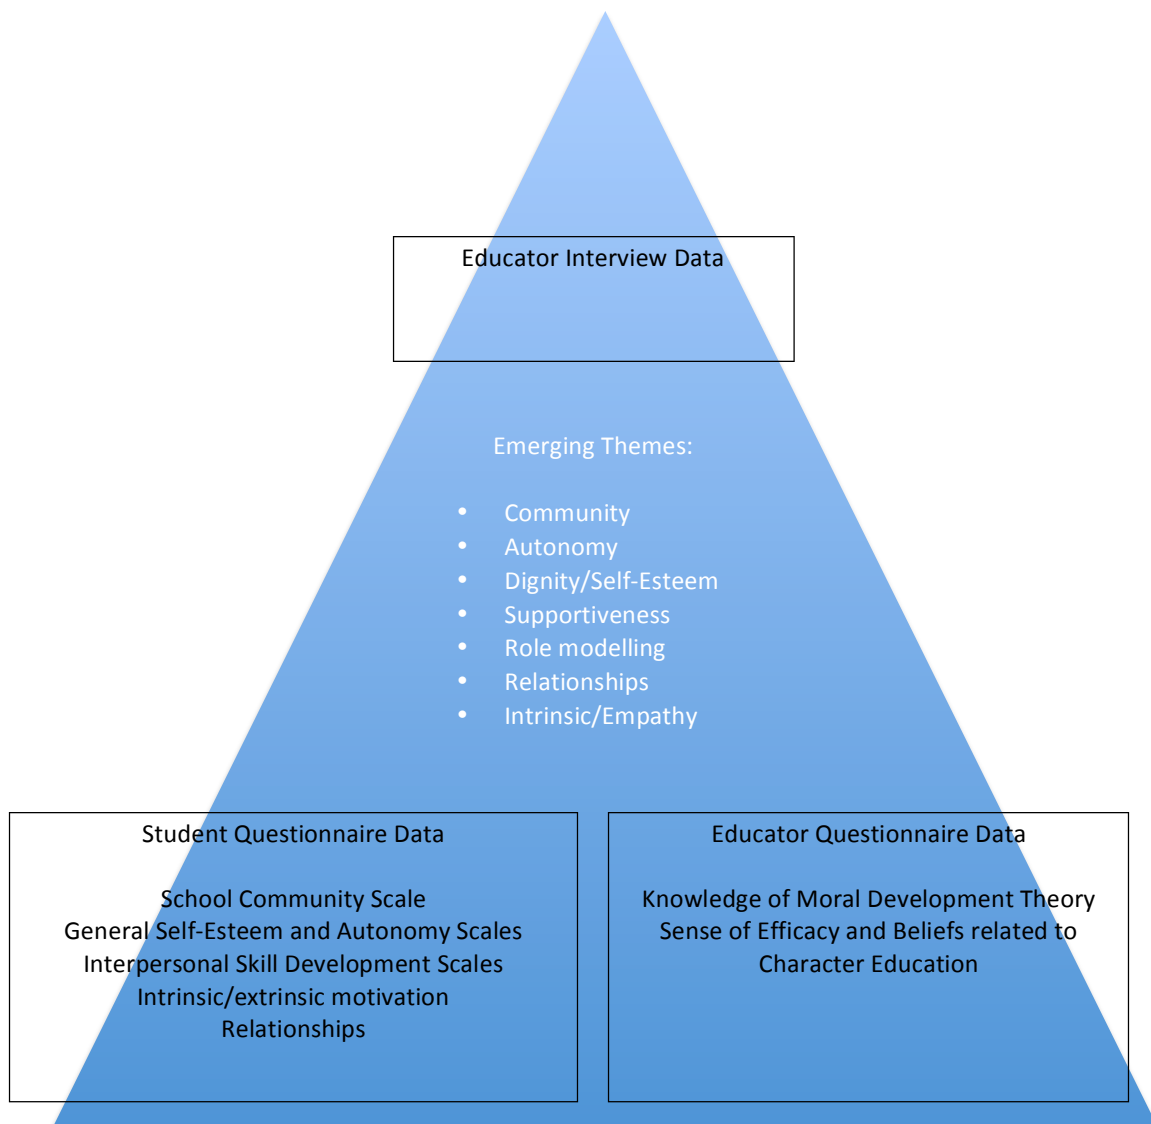 Educator Interview Data
Emerging Themes:
• Community
• Autonomy
• Dignity/Self-Esteem
• Supportiveness
• Role modelling
• Relationships
• Intrinsic/Empathy
Student Questionnaire Data
School Community Scale
General Self-Esteem and Autonomy Scales
Interpersonal Skill Development Scales
Intrinsic/extrinsic motivation
Relationships
Educator Questionnaire Data
Knowledge of Moral Development Theory
Sense of Efficacy and Beliefs related to
Character Education